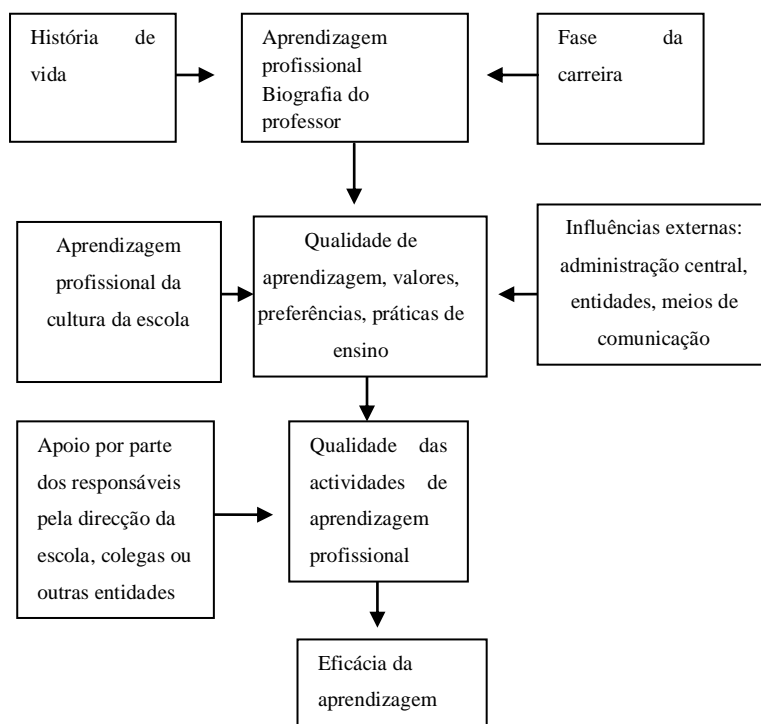 História de
vida
Aprendizagem
profissional
Biografia do
professor
Fase da
carreira
Aprendizagem
profissional da
cultura da escola
Qualidade de
aprendizagem, valores,
preferências, práticas de
ensino
Influências externas:
administração central,
entidades, meios de
comunicação
Apoio por parte
dos responsáveis
pela direcção da
escola, colegas ou
outras entidades
Qualidade das
actividades de
aprendizagem
profissional
Eficácia da
aprendizagem